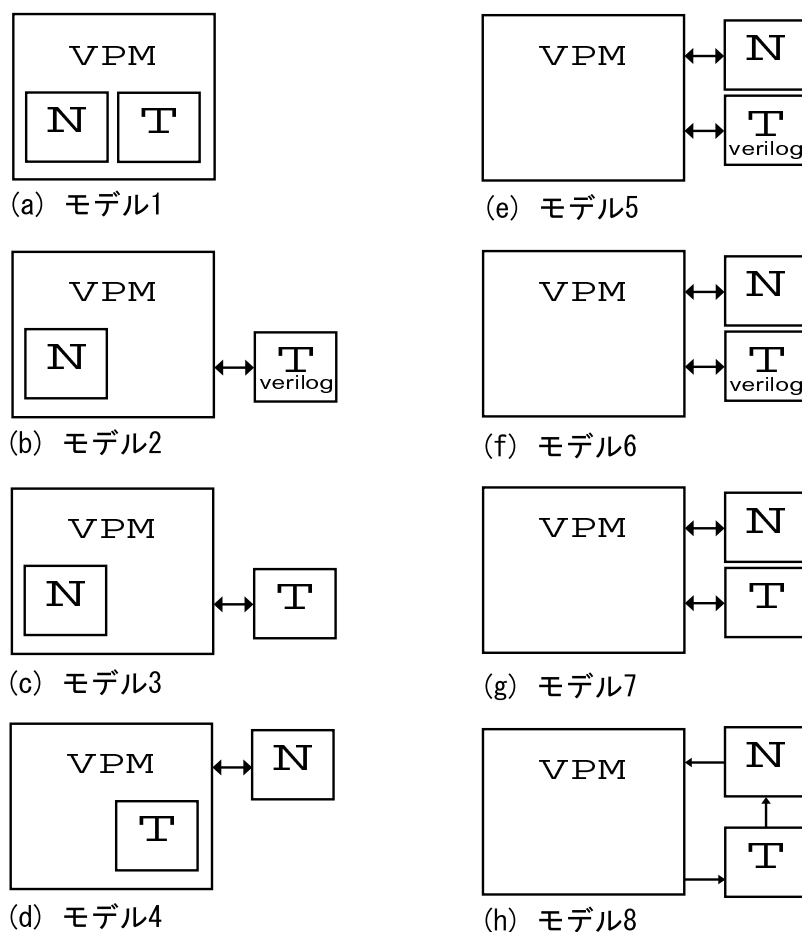 VPM
N T
(a) モデル1
VPM
N
T
verilog
(b) モデル2
VPM
N
T
(c) モデル3
VPM
N
T
(d) モデル4
VPM
N
T
verilog
(e) モデル5
VPM
N
T
verilog
(f) モデル6
VPM
N
T
(g) モデル7
VPM
N
T
(h) モデル8